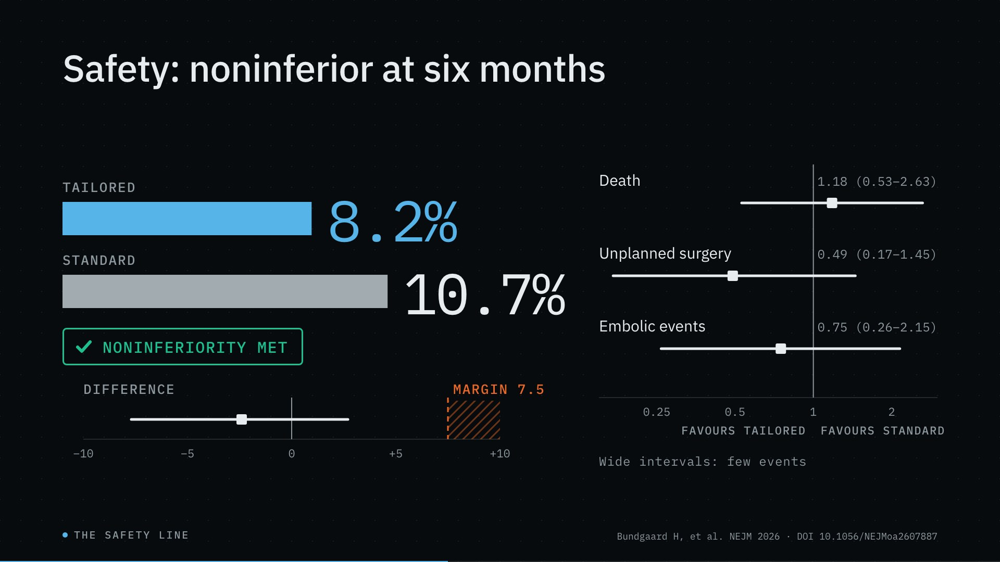 Safety: noninferior at six months
TAILORED
8.2%
STANDARD
10.7%
NONINFERIORITY MET
DIFFERENCE
MARGIN 7.5
−10 −5 0 +5 +10
Death 1.18 (0.53–2.63)
Unplanned surgery 0.49 (0.17–1.45)
Embolic events 0.75 (0.26–2.15)
0.25 0.5 1 2
FAVOURS TAILORED FAVOURS STANDARD
Wide intervals: few events
THE SAFETY LINE
Bundgaard H, et al. NEJM 2026 · DOI 10.1056/NEJMoa2607887